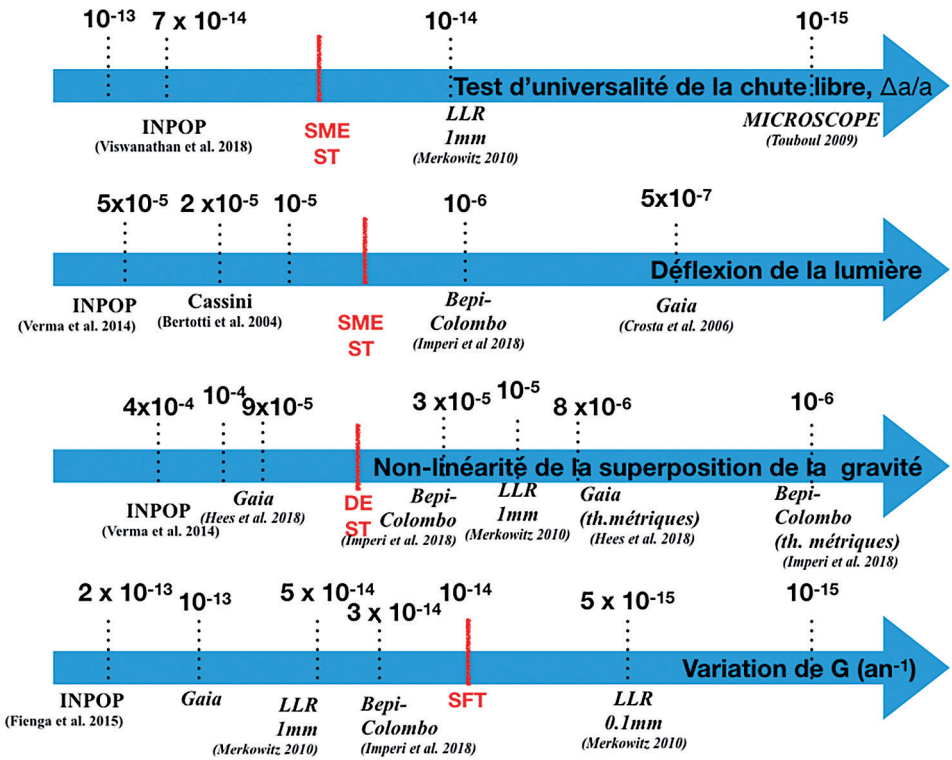 10-13 7 x 10-14 10-14 10-15
Test d'universalité de la chute libre, Δa/a
INPOP
(Viswanathan et al. 2018)
SME
ST
LLR
1mm
(Merkowitz 2010)
MICROSCOPE
(Touboul 2009)
5x10-5 2 x10-5 10-5 10-6 5x10-7
Déflexion de la lumière
INPOP
(Verma et al. 2014)
Cassini
(Bertotti et al. 2004)
SME
ST
Bepi-
Colombo
(Imperi et al 2018)
Gaia
(Crosta et al. 2006)
4x10-4 10-4 9x10-5 3 x10-5 10-5 8 x10-6 10-6
Non-linéarité de la superposition de la gravité
INPOP
(Verma et al. 2014)
Gaia
(Hees et al. 2018)
DE
ST
Bepi-
Colombo
(Imperi et al. 2018)
LLR
1mm
(Merkowitz 2010)
Gaia
(th.métriques)
(Hees et al. 2018)
Bepi-
Colombo
(th. métriques)
(Imperi et al. 2018)
2 x 10-13 10-13 5 x 10-14 3 x 10-14 10-14 5 x 10-15 10-15
Variation de G (an-1)
INPOP
(Fienga et al. 2015)
Gaia
LLR
1mm
(Merkowitz 2010)
Bepi-
Colombo
(Imperi et al. 2018)
SFT
LLR
0.1mm
(Merkowitz 2010)